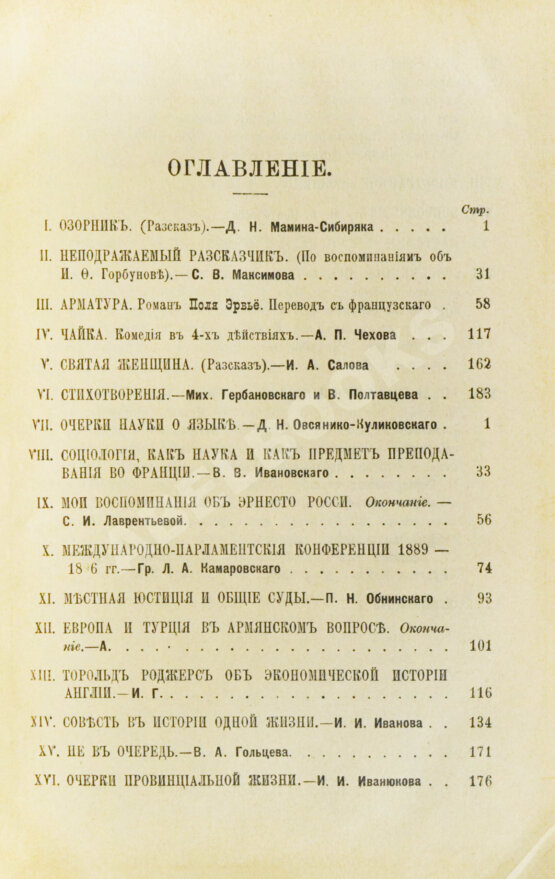 ОГЛАВЛЕНІЕ.
Стр.
I. ОЗОРНИКЪ. (Разсказъ).—Д. Н. Мамина-Сибиряка . . . . . 1
II. НЕПОДРАЖАЕМЫЙ РАЗСКАЗЧИКЪ. (По воспоминаніямъ объ
И. Ѳ. Горбуновѣ).—С. В. Максимова . . . . . . . . . . 31
III. АРМАТУРА. Романъ Поля Эрвьё. Переводъ съ французскаго . 58
IV. ЧАЙКА. Комедія въ 4-хъ дѣйствіяхъ.—А. П. Чехова . . . 117
V. СВЯТАЯ ЖЕНЩИНА. (Разсказъ).—И. А. Салова . . . . 162
VI. СТИХОТВОРЕНІЯ.—Мих. Гербановскаго и В. Полтавцева . . 183
VII. ОЧЕРКИ НАУКИ О ЯЗЫКѢ.—Д. Н. Овсянико-Куликовскаго . 1
VIII. СОЦІОЛОГІЯ, КАКЪ НАУКА И КАКЪ ПРЕДМЕТЪ ПРЕПОДА-
ВАНІЯ ВО ФРАНЦІИ.—В. В. Ивановскаго . . . . . . . . 33
IX. МОИ ВОСПОМИНАНІЯ ОБЪ ЭРНЕСТО РОССИ. Окончаніе. —
С. И. Лаврентьевой. . . . . . . . . . . . . . . . . . 56
X. МЕЖДУНАРОДНО-ПАРЛАМЕНТСКІЯ КОНФЕРЕНЦІИ 1889 —
18 6 гг.—Гр. Л. А. Камаровскаго . . . . . . . . . . . 74
XI. МѢСТНАЯ ЮСТИЦІЯ И ОБЩІЕ СУДЫ.—П. Н. Обнинскаго . 93
XII. ЕВРОПА И ТУРЦІЯ ВЪ АРМЯНСКОМЪ ВОПРОСѢ. Оконча-
ніе.—А. . . . . . . . . . . . . . . . . . . . . . . 101
XIII. ТОРОЛЬДЪ РОДЖЕРСЪ ОБЪ ЭКОНОМИЧЕСКОЙ ИСТОРІИ
АНГЛІИ.—И. Г. . . . . . . . . . . . . . . . . . . . 116
XIV. СОВѢСТЬ ВЪ ИСТОРІИ ОДНОЙ ЖИЗНИ.—И. И. Иванова . . 134
XV. НЕ ВЪ ОЧЕРЕДЬ.—В. А. Гольцева. . . . . . . . . . . 171
XVI. ОЧЕРКИ ПРОВИНЦІАЛЬНОЙ ЖИЗНИ.—И. И. Иванюкова . . 176